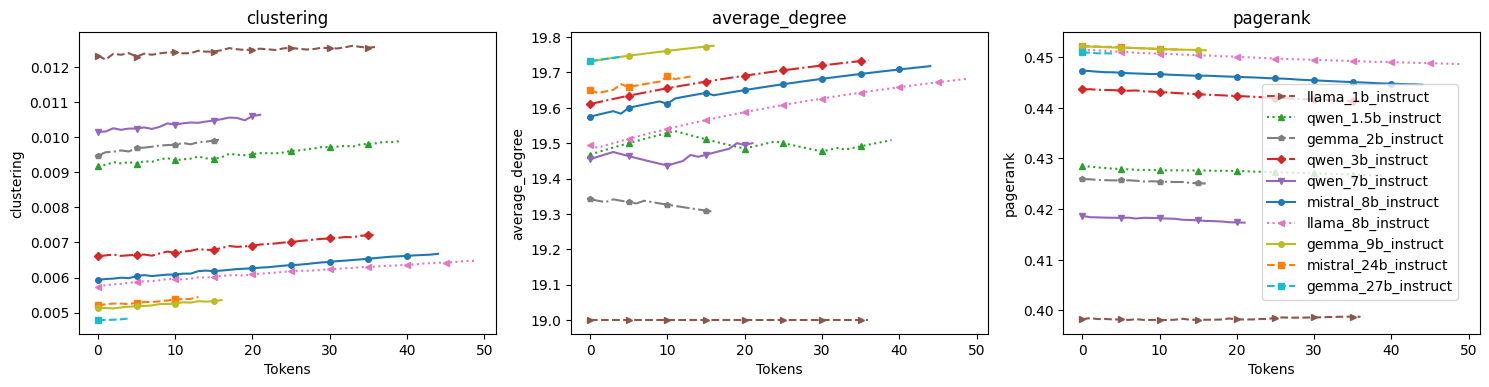 clustering
clustering
0.012
0.011
0.010
0.009
0.008
0.007
0.006
0.005
0
10
20
30
40
50
Tokens
average_degree
average_degree
19.8
19.7
19.6
19.5
19.4
19.3
19.2
19.1
19.0
0
10
20
30
40
50
Tokens
pagerank
pagerank
0.45
0.44
0.43
0.42
0.41
0.40
0
10
20
30
40
50
Tokens
llama_1b_instruct
qwen_1.5b_instruct
gemma_2b_instruct
qwen_3b_instruct
qwen_7b_instruct
mistral_8b_instruct
llama_8b_instruct
gemma_9b_instruct
mistral_24b_instruct
gemma_27b_instruct